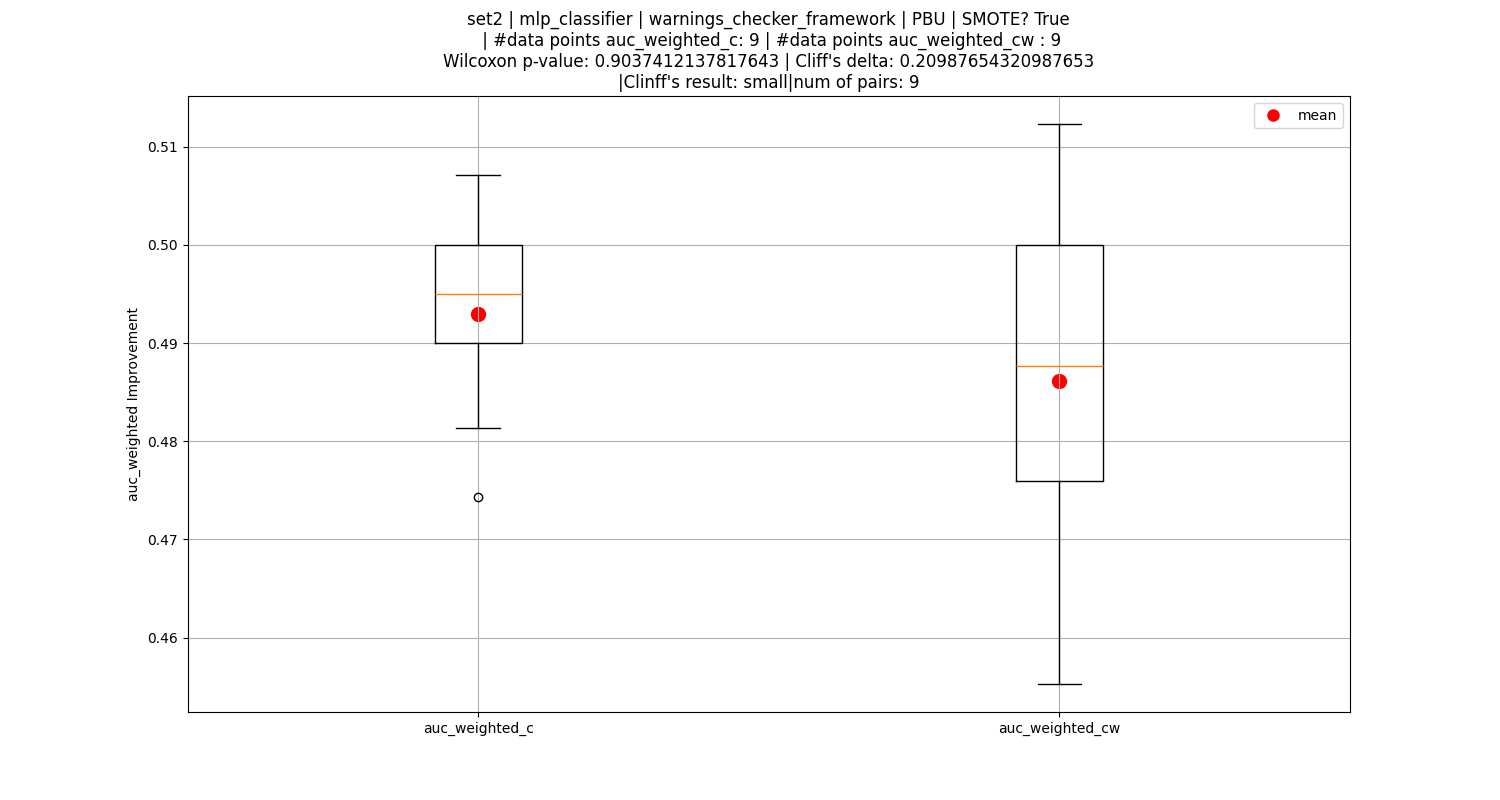 set2 | mlp_classifier | warnings_checker_framework | PBU | SMOTE? True
| #data points auc_weighted_c: 9 | #data points auc_weighted_cw : 9
Wilcoxon p-value: 0.9037412137817643 | Cliff's delta: 0.20987654320987653
|Clinff's result: small|num of pairs: 9
mean
0.51
0.50
0.49
0.48
0.47
0.46
auc_weighted Improvement
auc_weighted_c
auc_weighted_cw